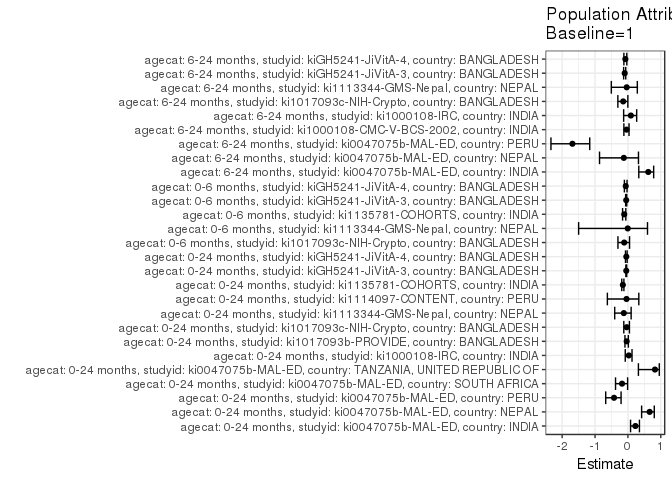 Population Attrib
Baseline=1
agecat: 6-24 months, studyid: kiGH5241-JiVitA-4, country: BANGLADESH
agecat: 6-24 months, studyid: kiGH5241-JiVitA-3, country: BANGLADESH
agecat: 6-24 months, studyid: ki1113344-GMS-Nepal, country: NEPAL
agecat: 6-24 months, studyid: ki1017093c-NIH-Crypto, country: BANGLADESH
agecat: 6-24 months, studyid: ki1000108-IRC, country: INDIA
agecat: 6-24 months, studyid: ki1000108-CMC-V-BCS-2002, country: INDIA
agecat: 6-24 months, studyid: ki0047075b-MAL-ED, country: PERU
agecat: 6-24 months, studyid: ki0047075b-MAL-ED, country: NEPAL
agecat: 6-24 months, studyid: ki0047075b-MAL-ED, country: INDIA
agecat: 0-6 months, studyid: kiGH5241-JiVitA-4, country: BANGLADESH
agecat: 0-6 months, studyid: kiGH5241-JiVitA-3, country: BANGLADESH
agecat: 0-6 months, studyid: ki1135781-COHORTS, country: INDIA
agecat: 0-6 months, studyid: ki1113344-GMS-Nepal, country: NEPAL
agecat: 0-6 months, studyid: ki1017093c-NIH-Crypto, country: BANGLADESH
agecat: 0-24 months, studyid: kiGH5241-JiVitA-4, country: BANGLADESH
agecat: 0-24 months, studyid: kiGH5241-JiVitA-3, country: BANGLADESH
agecat: 0-24 months, studyid: ki1135781-COHORTS, country: INDIA
agecat: 0-24 months, studyid: ki1114097-CONTENT, country: PERU
agecat: 0-24 months, studyid: ki1113344-GMS-Nepal, country: NEPAL
agecat: 0-24 months, studyid: ki1017093c-NIH-Crypto, country: BANGLADESH
agecat: 0-24 months, studyid: ki1017093b-PROVIDE, country: BANGLADESH
agecat: 0-24 months, studyid: ki1000108-IRC, country: INDIA
agecat: 0-24 months, studyid: ki0047075b-MAL-ED, country: TANZANIA, UNITED REPUBLIC OF
agecat: 0-24 months, studyid: ki0047075b-MAL-ED, country: SOUTH AFRICA
agecat: 0-24 months, studyid: ki0047075b-MAL-ED, country: PERU
agecat: 0-24 months, studyid: ki0047075b-MAL-ED, country: NEPAL
agecat: 0-24 months, studyid: ki0047075b-MAL-ED, country: INDIA
-2 -1 0 1
Estimate